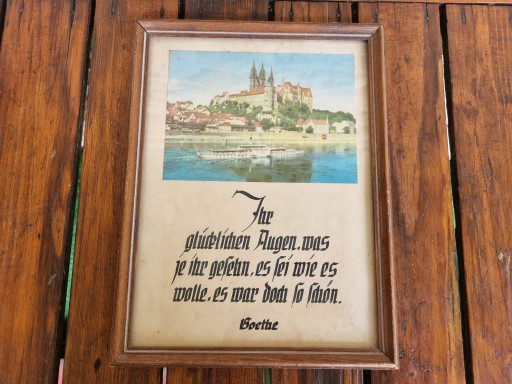 Ihr
glücklichen Augen, was
je ihr gesehn, es sei wie es
wolle, es war doch so schön.
Goethe